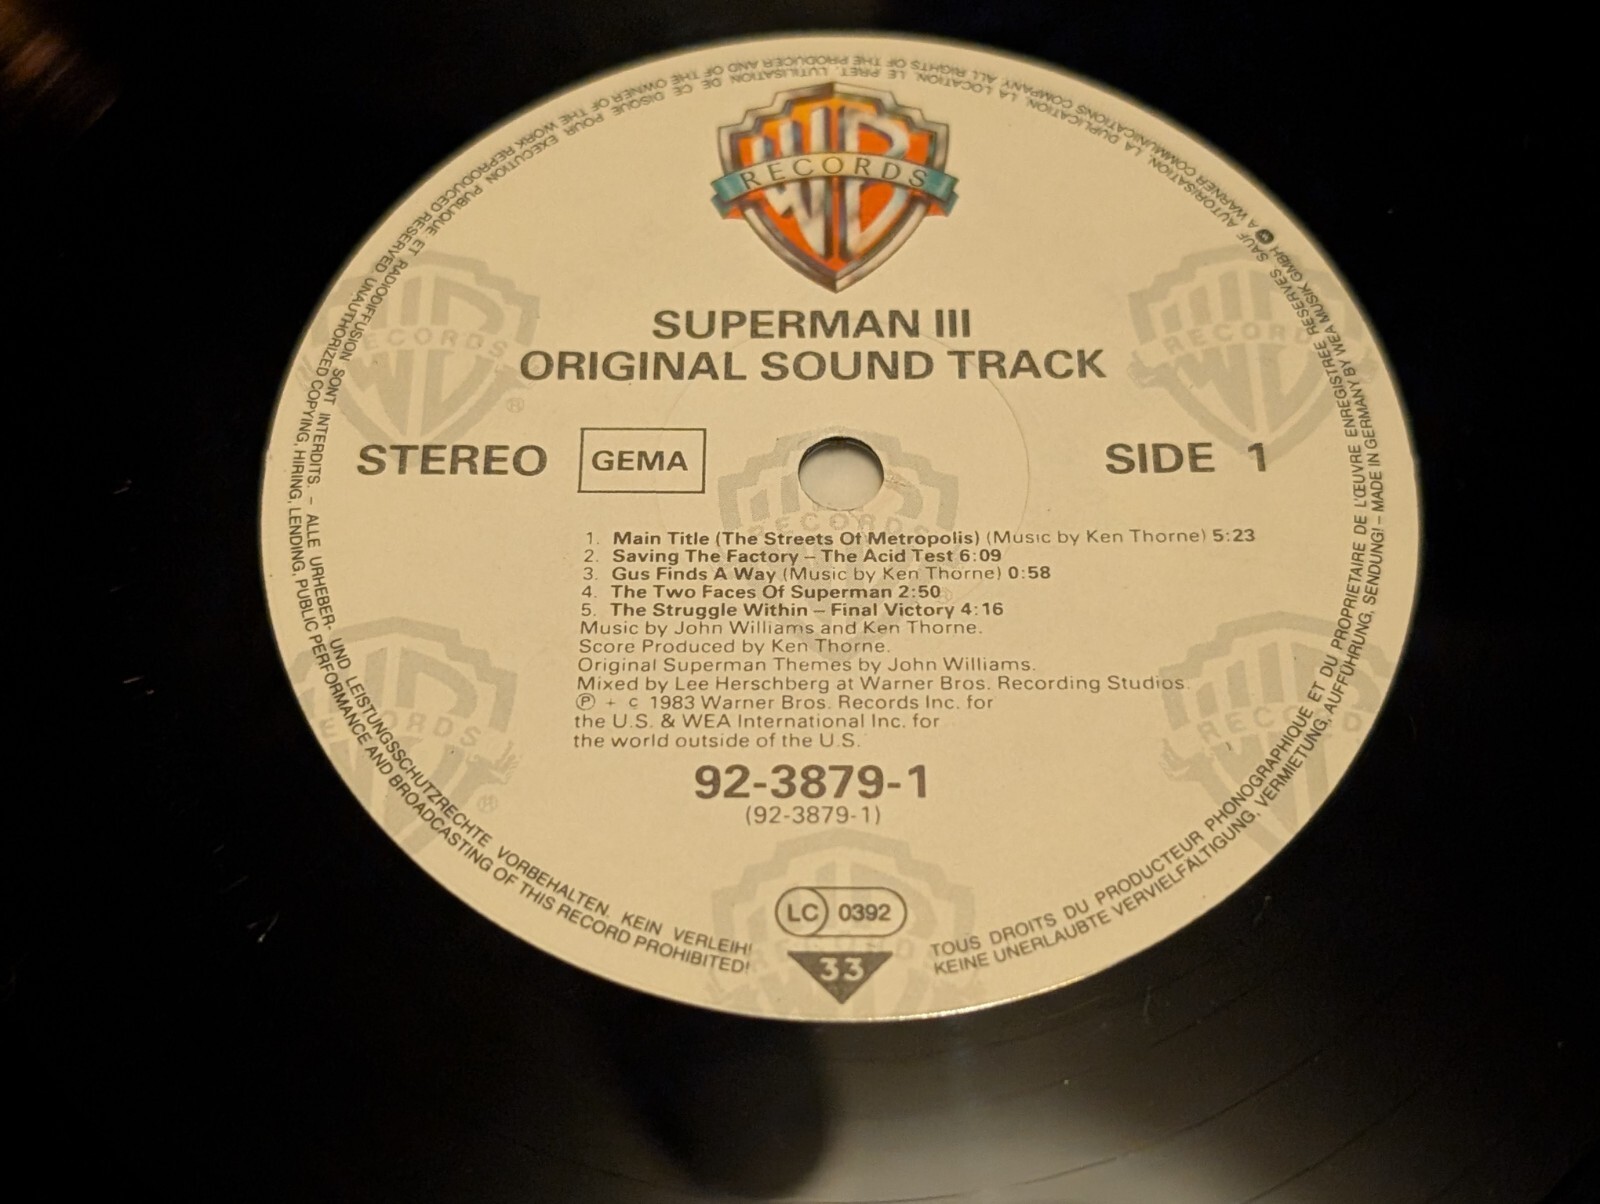 WB
RECORDS
SUPERMAN III
ORIGINAL SOUND TRACK
STEREO GEMA SIDE 1
1. Main Title (The Streets Of Metropolis) (Music by Ken Thorne) 5:23
2. Saving The Factory – The Acid Test 6:09
3. Gus Finds A Way (Music by Ken Thorne) 0:58
4. The Two Faces Of Superman 2:50
5. The Struggle Within – Final Victory 4:16
Music by John Williams and Ken Thorne.
Score Produced by Ken Thorne.
Original Superman Themes by John Williams.
Mixed by Lee Herschberg at Warner Bros. Recording Studios.
℗ + c 1983 Warner Bros. Records Inc. for
the U.S. & WEA International Inc. for
the world outside of the U.S.
92-3879-1
(92-3879-1)
LC 0392
33
TOUS DROITS DU PRODUCTEUR PHONOGRAPHIQUE ET DU PROPRIETAIRE DE L'ŒUVRE ENREGISTREE RESERVES. SAUF AUTORISATION, LA DUPLICATION, LA LOCATION, LE PRET, L'UTILISATION DE CE DISQUE POUR EXECUTION PUBLIQUE ET RADIODIFFUSION SONT INTERDITS. – ALLE URHEBER- UND LEISTUNGSSCHUTZRECHTE VORBEHALTEN. KEIN VERLEIH!
KEINE UNERLAUBTE VERVIELFÄLTIGUNG, VERMIETUNG, AUFFÜHRUNG, SENDUNG! – MADE IN GERMANY BY WEA MUSIK GMBH A WARNER COMMUNICATIONS COMPANY. ALL RIGHTS OF THE PRODUCER AND OF THE OWNER OF THE WORK REPRODUCED RESERVED. UNAUTHORIZED COPYING, HIRING, LENDING, PUBLIC PERFORMANCE AND BROADCASTING OF THIS RECORD PROHIBITED!